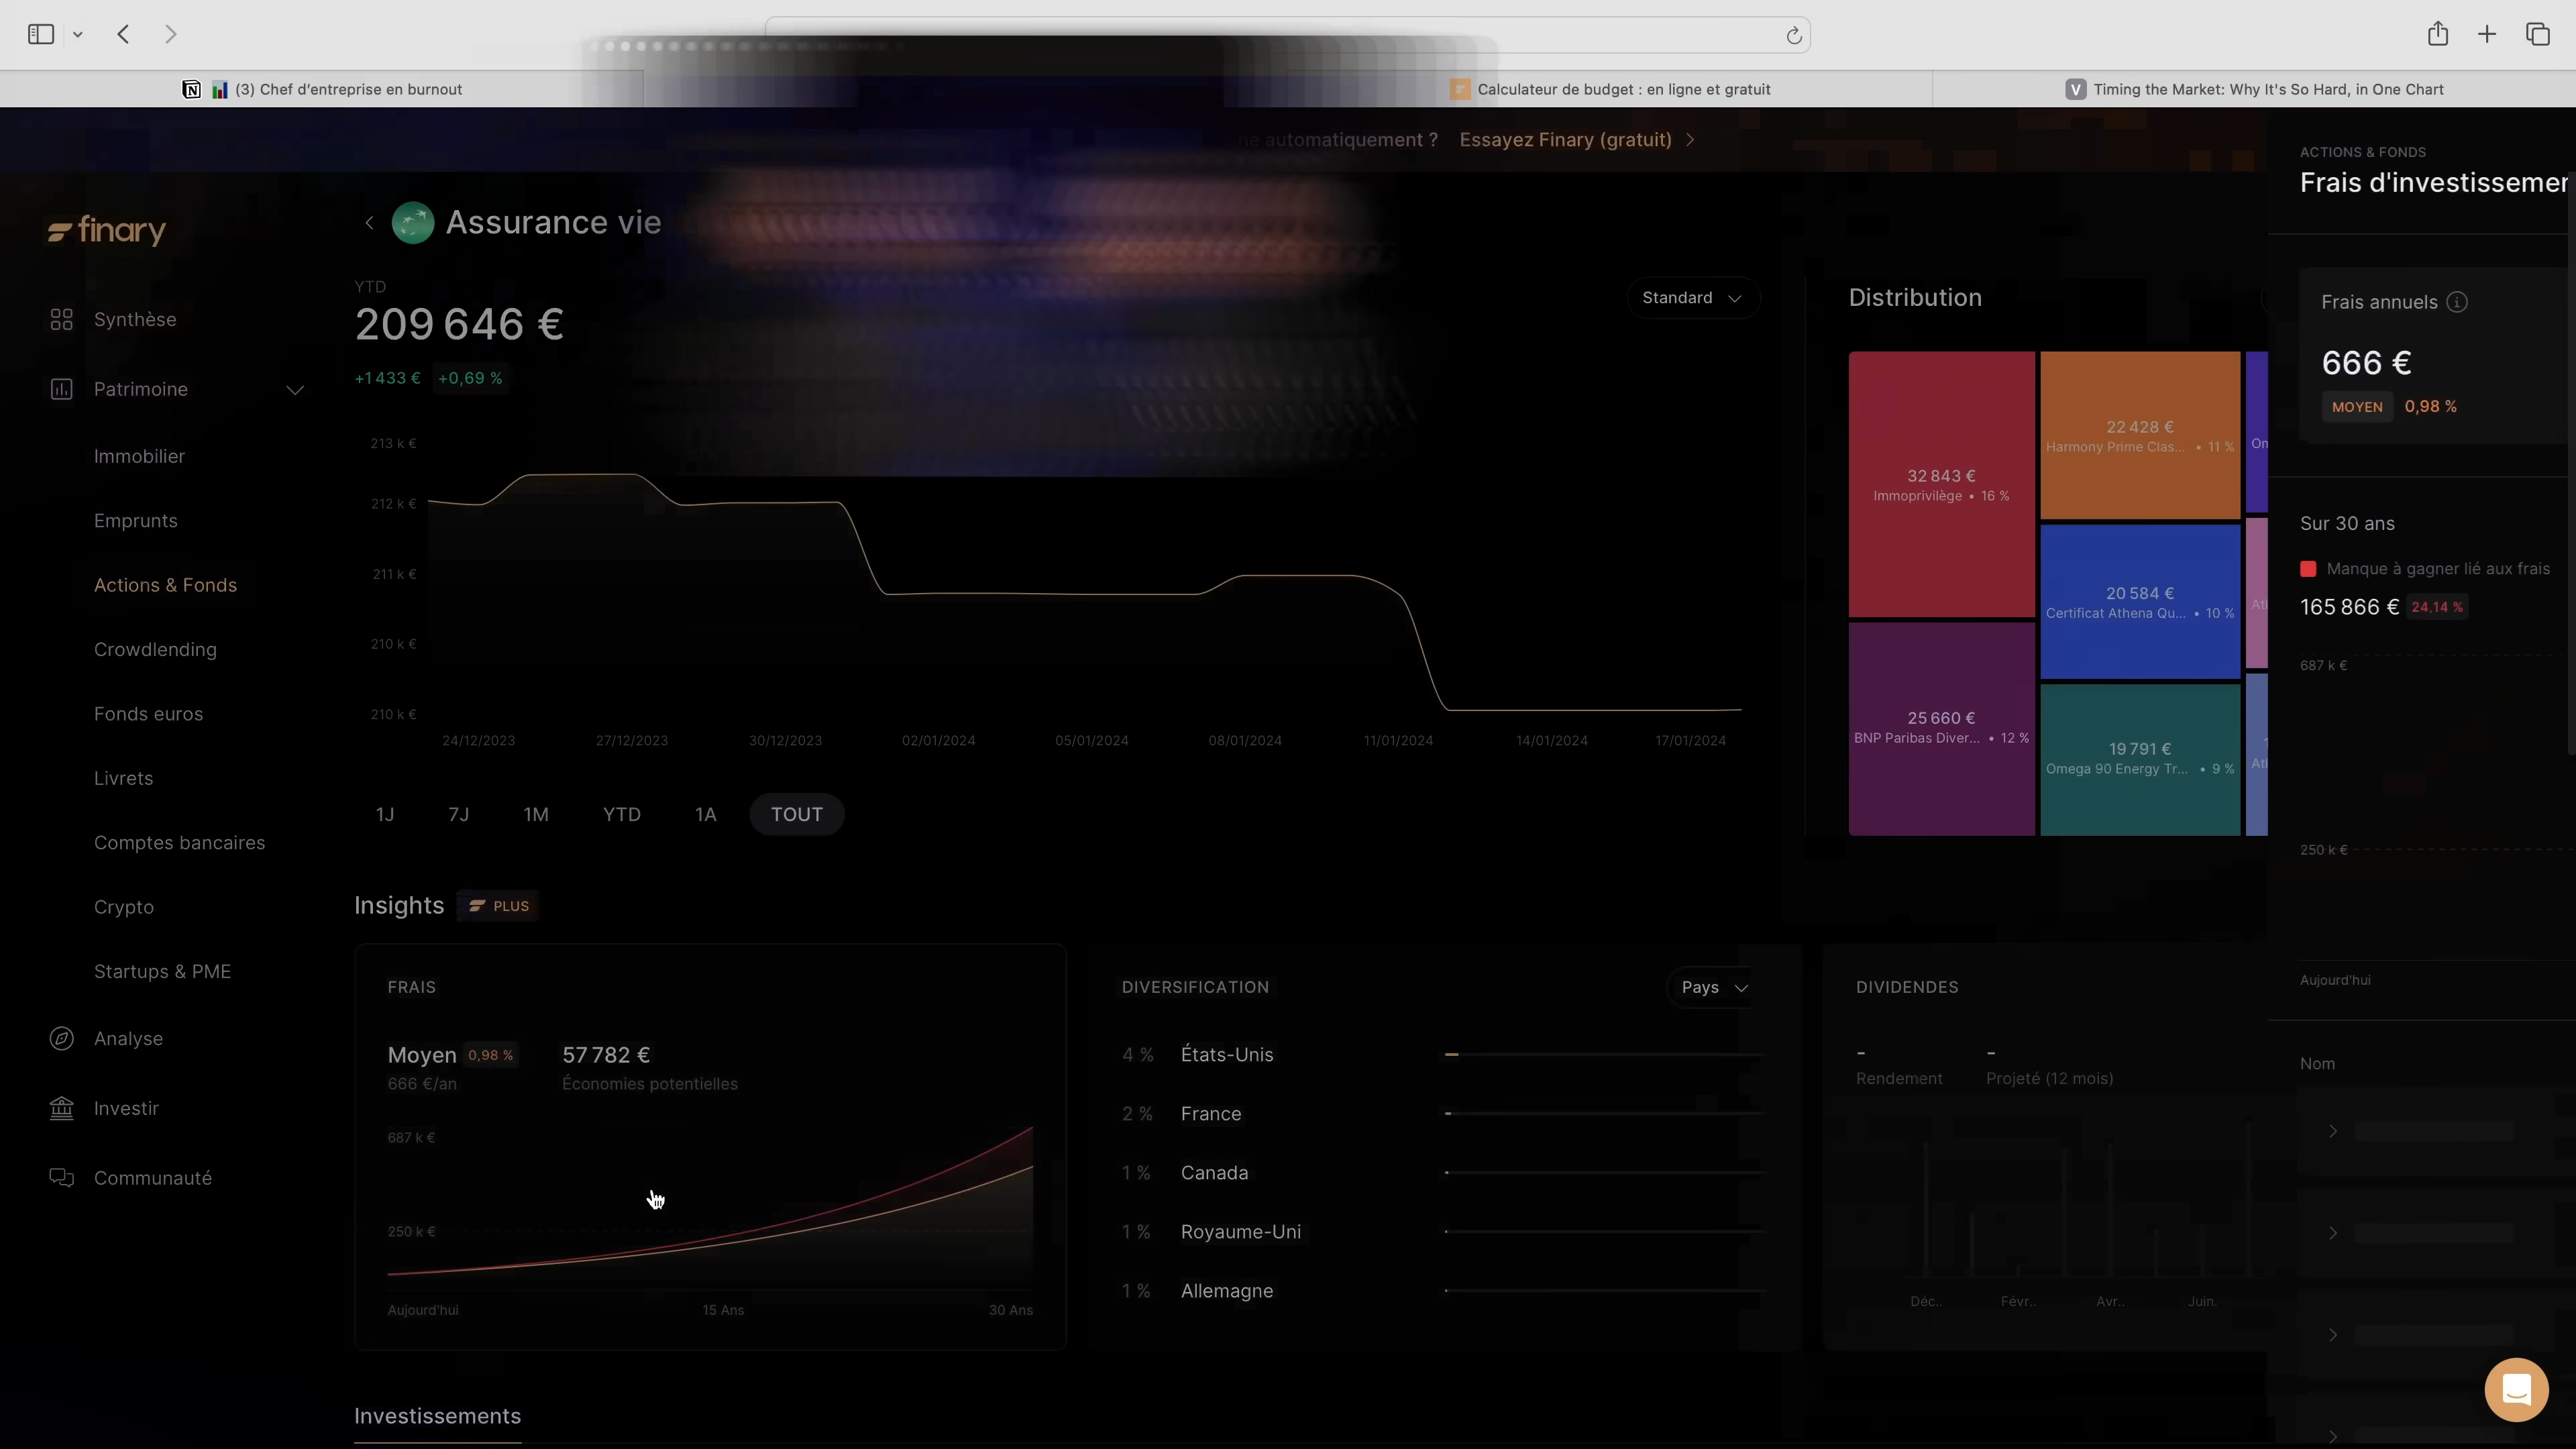 (3) Chef d'entreprise en burnout
Calculateur de budget : en ligne et gratuit
V Timing the Market: Why It's So Hard, in One Chart
automatiquement ? Essayez Finary (gratuit)
finary
Synthèse
Patrimoine
Immobilier
Emprunts
Actions & Fonds
Crowdlending
Fonds euros
Livrets
Comptes bancaires
Crypto
Startups & PME
Analyse
Investir
Communauté
Assurance vie
YTD
209 646 €
+1 433 € +0,69 %
Standard
213 k €
212 k €
211 k €
210 k €
210 k €
24/12/2023 27/12/2023 30/12/2023 02/01/2024 05/01/2024 08/01/2024 11/01/2024 14/01/2024 17/01/2024
1J 7J 1M YTD 1A TOUT
Distribution
32 843 €
Immoprivilège • 16 %
25 660 €
BNP Paribas Diver... • 12 %
22 428 €
Harmony Prime Clas... • 11 %
20 584 €
Certificat Athena Qu... • 10 %
19 791 €
Omega 90 Energy Tr... • 9 %
Insights PLUS
FRAIS
Moyen 0,98 %
666 €/an
57 782 €
Économies potentielles
687 k €
250 k €
Aujourd'hui 15 Ans 30 Ans
DIVERSIFICATION
Pays
4 % États-Unis
2 % France
1 % Canada
1 % Royaume-Uni
1 % Allemagne
DIVIDENDES
- -
Rendement Projeté (12 mois)
Déc.. Févr.. Avr.. Juin.
Investissements
ACTIONS & FONDS
Frais d'investissemen
Frais annuels
666 €
MOYEN 0,98 %
Sur 30 ans
Manque à gagner lié aux frais
165 866 € 24,14 %
687 k €
250 k €
Aujourd'hui
Nom